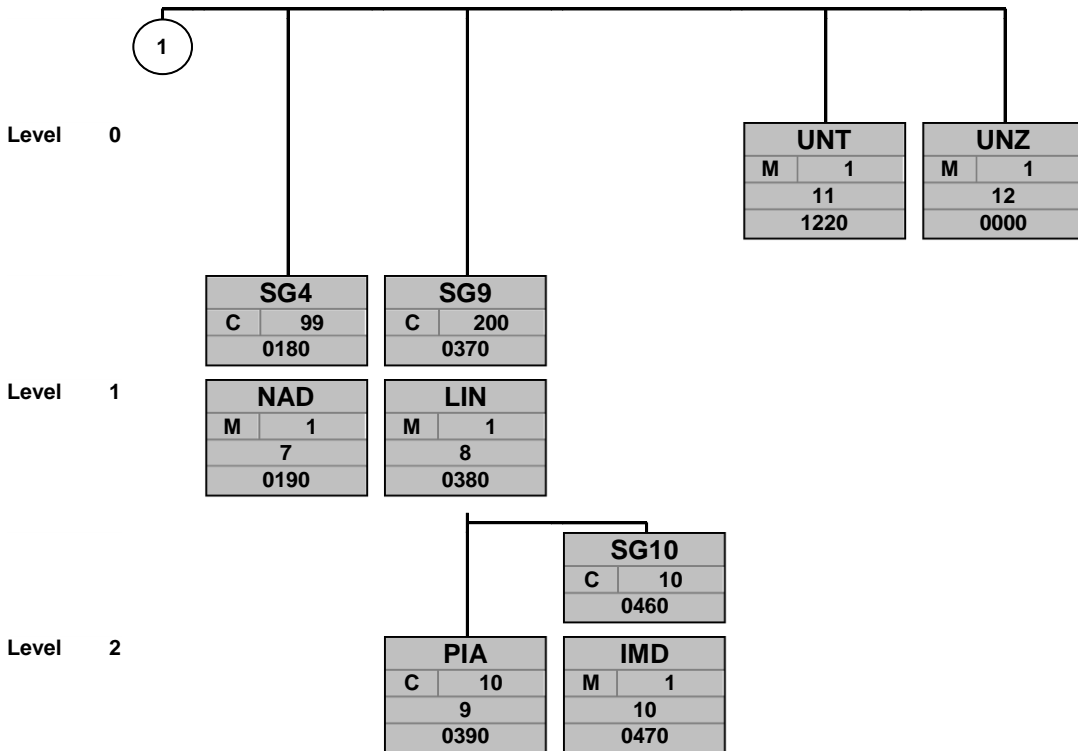 1
Level 0
UNT
M 1
11
1220
UNZ
M 1
12
0000
SG4
C 99
0180
SG9
C 200
0370
Level 1
NAD
M 1
7
0190
LIN
M 1
8
0380
SG10
C 10
0460
Level 2
PIA
C 10
9
0390
IMD
M 1
10
0470